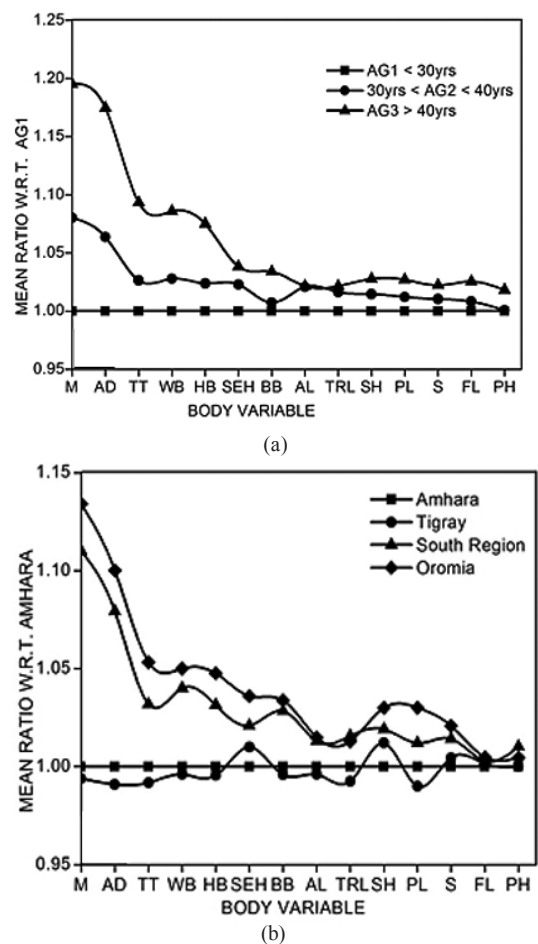 1.25
1.20
1.15
1.10
1.05
1.00
0.95
MEAN RATIO W.R.T. AG1
AG1 < 30yrs
30yrs < AG2 < 40yrs
AG3 > 40yrs
M AD TT WB HB SEH BB AL TRL SH PL S FL PH
BODY VARIABLE
(a)
1.15
1.10
1.05
1.00
0.95
MEAN RATIO W.R.T. AMHARA
Amhara
Tigray
South Region
Oromia
M AD TT WB HB SEH BB AL TRL SH PL S FL PH
BODY VARIABLE
(b)